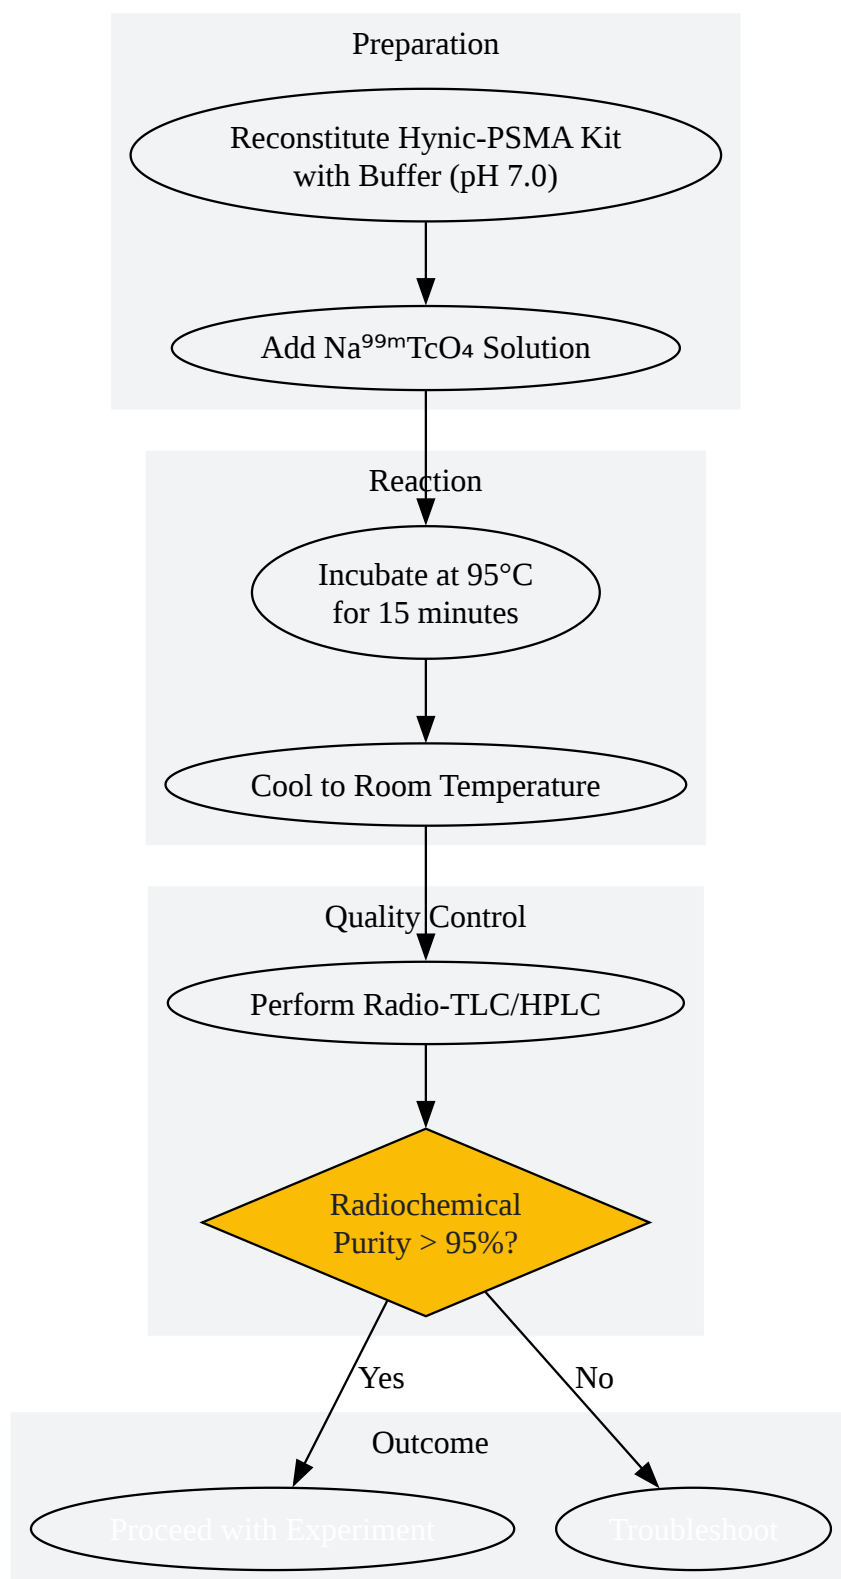 Preparation
Reconstitute Hynic-PSMA Kit
with Buffer (pH 7.0)
Add Na⁹⁹ᵐTcO₄ Solution
Reaction
Incubate at 95°C
for 15 minutes
Cool to Room Temperature
Quality Control
Perform Radio-TLC/HPLC
Radiochemical
Purity > 95%?
Yes
No
Outcome
Proceed with Experiment
Troubleshoot